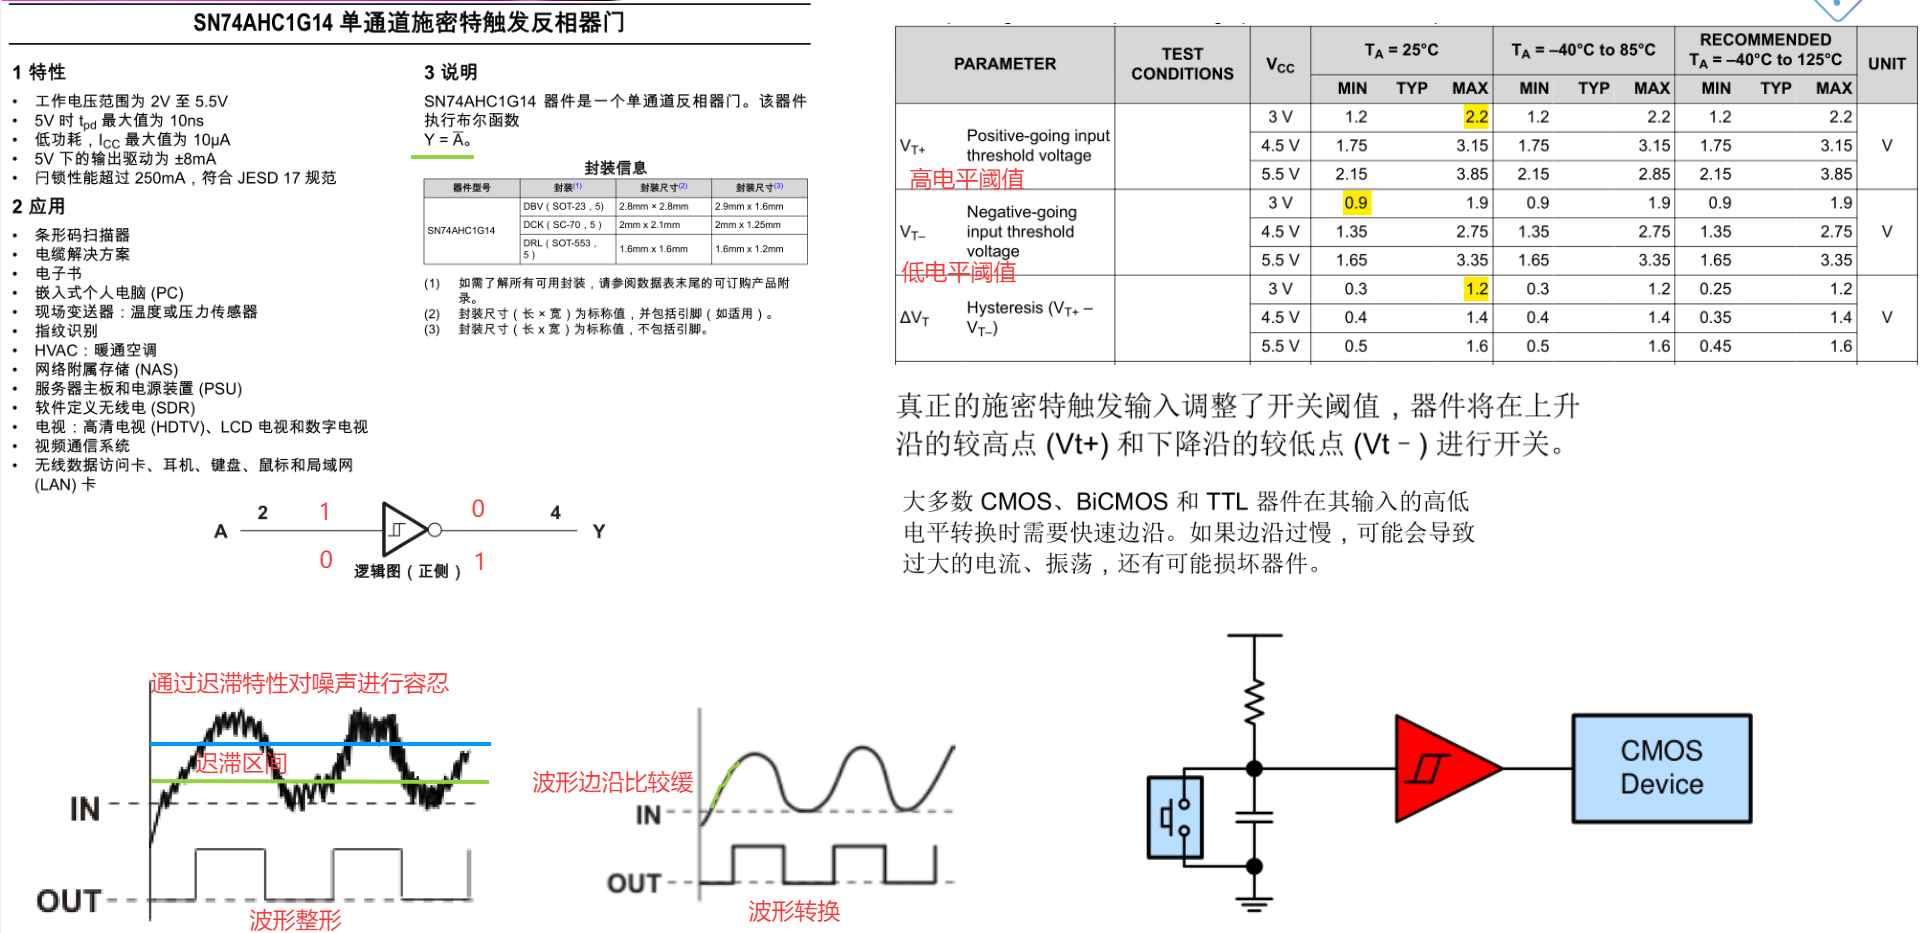 SN74AHC1G14 单通道施密特触发反相器门
1 特性
• 工作电压范围为 2V 至 5.5V
• 5V 时 tpd 最大值为 10ns
• 低功耗，ICC 最大值为 10μA
• 5V 下的输出驱动为 ±8mA
• 闩锁性能超过 250mA，符合 JESD 17 规范
2 应用
• 条形码扫描器
• 电缆解决方案
• 电子书
• 嵌入式个人电脑 (PC)
• 现场变送器：温度或压力传感器
• 指纹识别
• HVAC：暖通空调
• 网络附属存储 (NAS)
• 服务器主板和电源装置 (PSU)
• 软件定义无线电 (SDR)
• 电视：高清电视 (HDTV)、LCD 电视和数字电视
• 视频通信系统
• 无线数据访问卡、耳机、键盘、鼠标和局域网
(LAN) 卡
3 说明
SN74AHC1G14 器件是一个单通道反相器门。该器件
执行布尔函数
Y = A̅。
封装信息
器件型号 封装(1) 封装尺寸(2) 封装尺寸(3)
SN74AHC1G14
DBV（SOT-23，5） 2.8mm × 2.8mm 2.9mm x 1.6mm
DCK（SC-70，5） 2mm x 2.1mm 2mm x 1.25mm
DRL（SOT-553，
5） 1.6mm x 1.6mm 1.6mm x 1.2mm
(1) 如需了解所有可用封装，请参阅数据表末尾的可订购产品附
录。
(2) 封装尺寸（长 × 宽）为标称值，并包括引脚（如适用）。
(3) 封装尺寸（长 x 宽）为标称值，不包括引脚。
A 2 1 0 4 Y
0 1
逻辑图（正侧）
PARAMETER TEST CONDITIONS VCC TA = 25°C TA = –40°C to 85°C RECOMMENDED TA = –40°C to 125°C UNIT
MIN TYP MAX MIN TYP MAX MIN TYP MAX
VT+ Positive-going input threshold voltage
高电平阈值
3 V 1.2 2.2 1.2 2.2 1.2 2.2
4.5 V 1.75 3.15 1.75 3.15 1.75 3.15 V
5.5 V 2.15 3.85 2.15 3.85 2.15 3.85
VT– Negative-going input threshold voltage
低电平阈值
3 V 0.9 1.9 0.9 1.9 0.9 1.9
4.5 V 1.35 2.75 1.35 2.75 1.35 2.75 V
5.5 V 1.65 3.35 1.65 3.35 1.65 3.35
ΔVT Hysteresis (VT+ – VT–)
3 V 0.3 1.2 0.3 1.2 0.25 1.2
4.5 V 0.4 1.4 0.4 1.4 0.35 1.4 V
5.5 V 0.5 1.6 0.5 1.6 0.45 1.6
真正的施密特触发输入调整了开关阈值，器件将在上升
沿的较高点 (Vt+) 和下降沿的较低点 (Vt–) 进行开关。
大多数 CMOS、BiCMOS 和 TTL 器件在其输入的高低
电平转换时需要快速边沿。如果边沿过慢，可能会导致
过大的电流、振荡，还有可能损坏器件。
通过迟滞特性对噪声进行容忍
迟滞区间
IN
OUT
波形整形
波形边沿比较缓
IN
OUT
波形转换
CMOS
Device